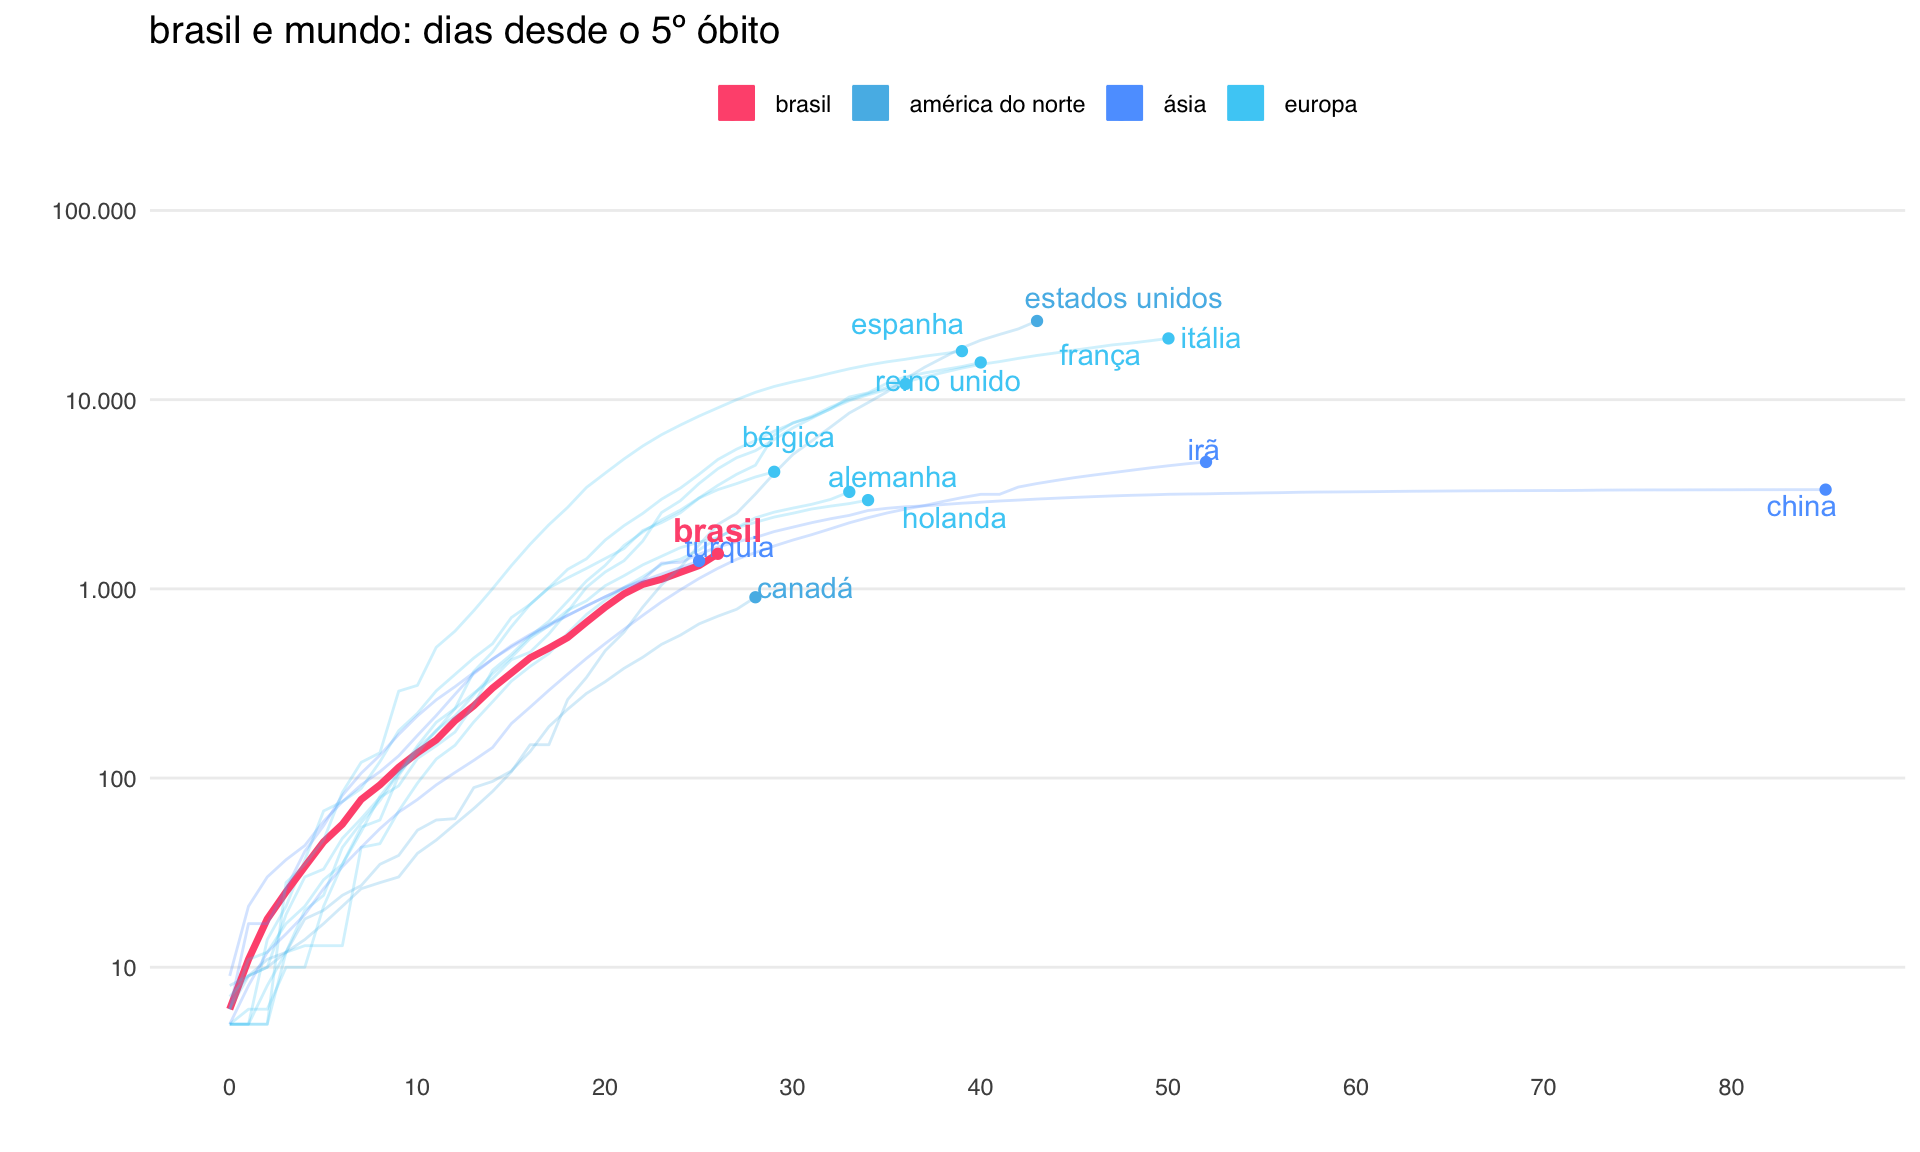 brasil e mundo: dias desde o 5º óbito
brasil
américa do norte
ásia
europa
100.000
10.000
1.000
100
10
estados unidos
espanha
itália
frança
reino unido
bélgica
irã
alemanha
china
holanda
brasil
turquia
canadá
0
10
20
30
40
50
60
70
80